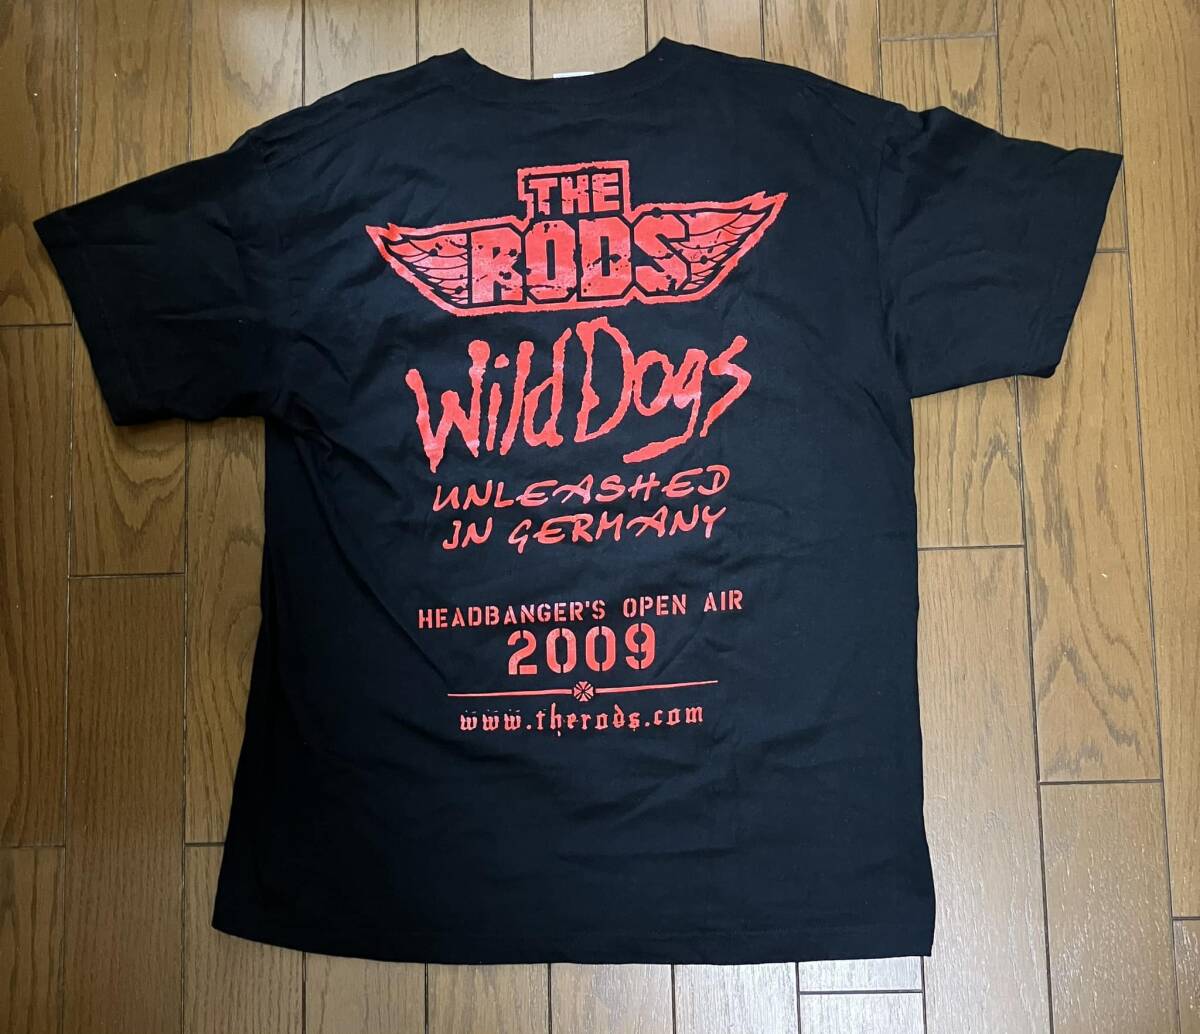 THE
RODS
Wild Dogs
UNLEASHED
IN GERMANY
HEADBANGER'S OPEN AIR
2009
www.therods.com